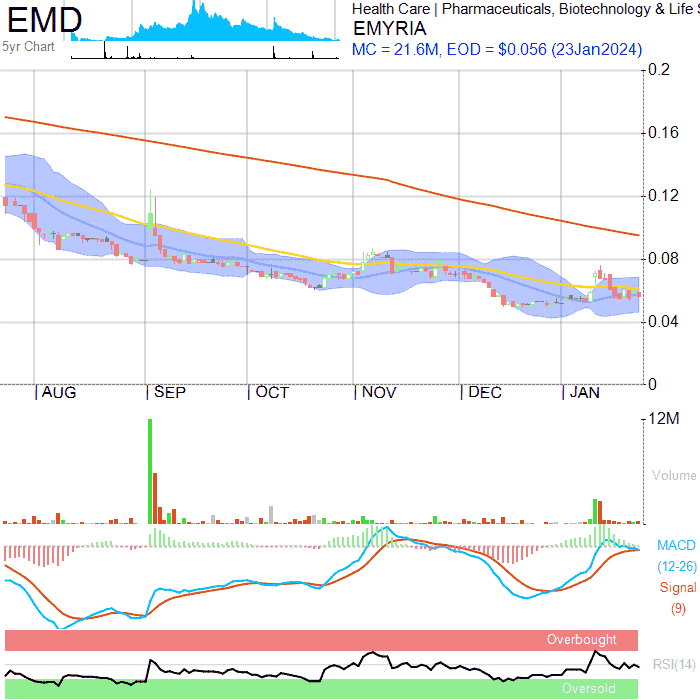 EMD
5yr Chart
Health Care | Pharmaceuticals, Biotechnology & Life S
EMYRIA
MC = 21.6M, EOD = $0.056 (23Jan2024)
0.2
0.16
0.12
0.08
0.04
0
| AUG | SEP | OCT | NOV | DEC | JAN
12M
Volume
MACD
(12-26)
Signal
(9)
Overbought
RSI(14)
Oversold